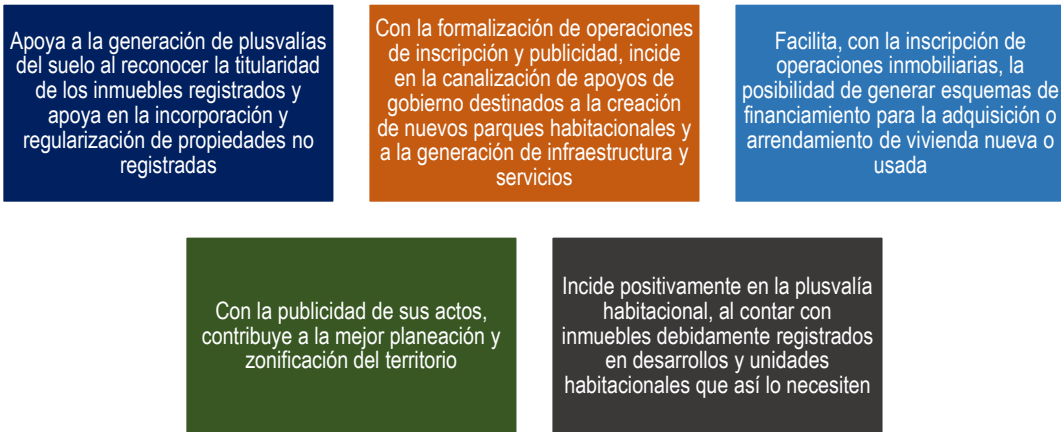 Apoya a la generación de plusvalías
del suelo al reconocer la titularidad
de los inmuebles registrados y
apoya en la incorporación y
regularización de propiedades no
registradas
Con la formalización de operaciones
de inscripción y publicidad, incide
en la canalización de apoyos de
gobierno destinados a la creación
de nuevos parques habitacionales y
a la generación de infraestructura y
servicios
Facilita, con la inscripción de
operaciones inmobiliarias, la
posibilidad de generar esquemas de
financiamiento para la adquisición o
arrendamiento de vivienda nueva o
usada
Con la publicidad de sus actos,
contribuye a la mejor planeación y
zonificación del territorio
Incide positivamente en la plusvalía
habitacional, al contar con
inmuebles debidamente registrados
en desarrollos y unidades
habitacionales que así lo necesiten